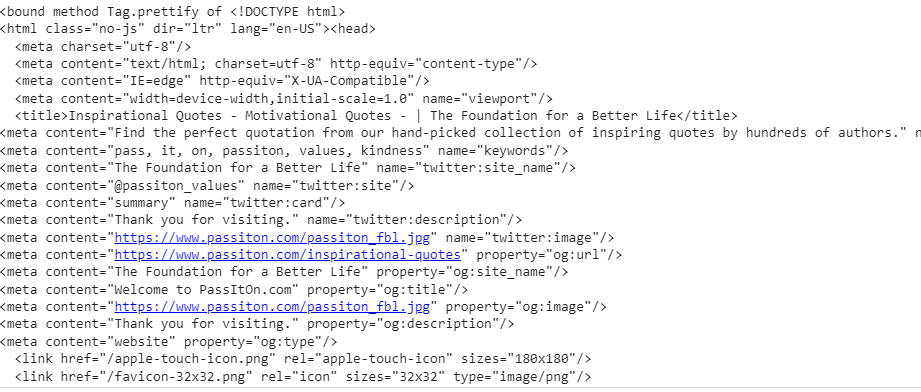 <bound method Tag.prettify of <!DOCTYPE html>
<html class="no-js" dir="ltr" lang="en-US"><head>
<meta charset="utf-8"/>
<meta content="text/html; charset=utf-8" http-equiv="content-type"/>
<meta content="IE=edge" http-equiv="X-UA-Compatible"/>
<meta content="width=device-width,initial-scale=1.0" name="viewport"/>
<title>Inspirational Quotes - Motivational Quotes - | The Foundation for a Better Life</title>
<meta content="Find the perfect quotation from our hand-picked collection of inspiring quotes by hundreds of authors." n
<meta content="pass, it, on, passiton, values, kindness" name="keywords"/>
<meta content="The Foundation for a Better Life" name="twitter:site_name"/>
<meta content="@passiton_values" name="twitter:site"/>
<meta content="summary" name="twitter:card"/>
<meta content="Thank you for visiting." name="twitter:description"/>
<meta content="https://www.passiton.com/passiton_fbl.jpg" name="twitter:image"/>
<meta content="https://www.passiton.com/inspirational-quotes" property="og:url"/>
<meta content="The Foundation for a Better Life" property="og:site_name"/>
<meta content="Welcome to PassItOn.com" property="og:title"/>
<meta content="https://www.passiton.com/passiton_fbl.jpg" property="og:image"/>
<meta content="Thank you for visiting." property="og:description"/>
<meta content="website" property="og:type"/>
<link href="/apple-touch-icon.png" rel="apple-touch-icon" sizes="180x180"/>
<link href="/favicon-32x32.png" rel="icon" sizes="32x32" type="image/png"/>